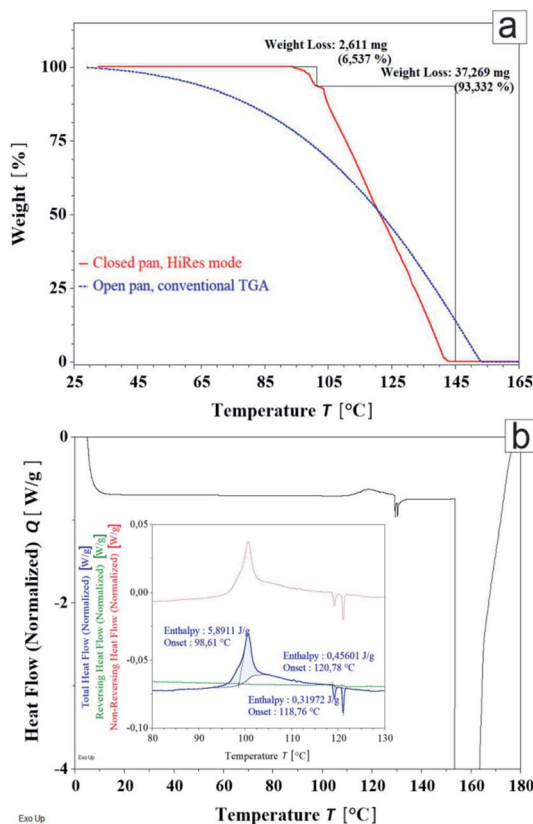 a
Weight Loss: 2,611 mg
(6,537 %)
Weight Loss: 37,269 mg
(93,332 %)
100
75
50
25
0
Weight [%]
Closed pan, HiRes mode
Open pan, conventional TGA
25 45 65 85 105 125 145 165
Temperature T [°C]
b
0
-2
-4
Heat Flow (Normalized) Q [W/g]
Total Heat Flow (Normalized) [W/g]
Reversing Heat Flow (Normalized) [W/g]
Non-Reversing Heat Flow (Normalized) [W/g]
0,05
0,00
-0,05
-0,10
Enthalpy : 5,8911 J/g
Onset : 98,61 °C
Enthalpy : 0,45601 J/g
Onset : 120,78 °C
Enthalpy : 0,31972 J/g
Onset : 118,76 °C
80 90 100 110 120 130
Exo Up
Temperature T [°C]
0 20 40 60 80 100 120 140 160 180
Exo Up
Temperature T [°C]